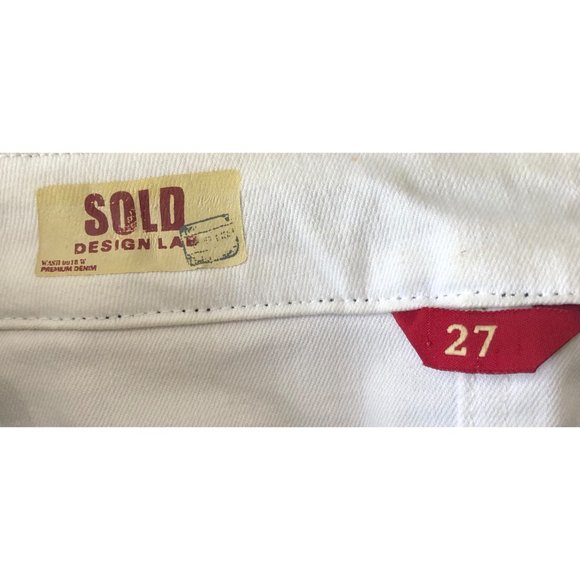 SOLD
DESIGN LAB
PREMIUM DENIM
27